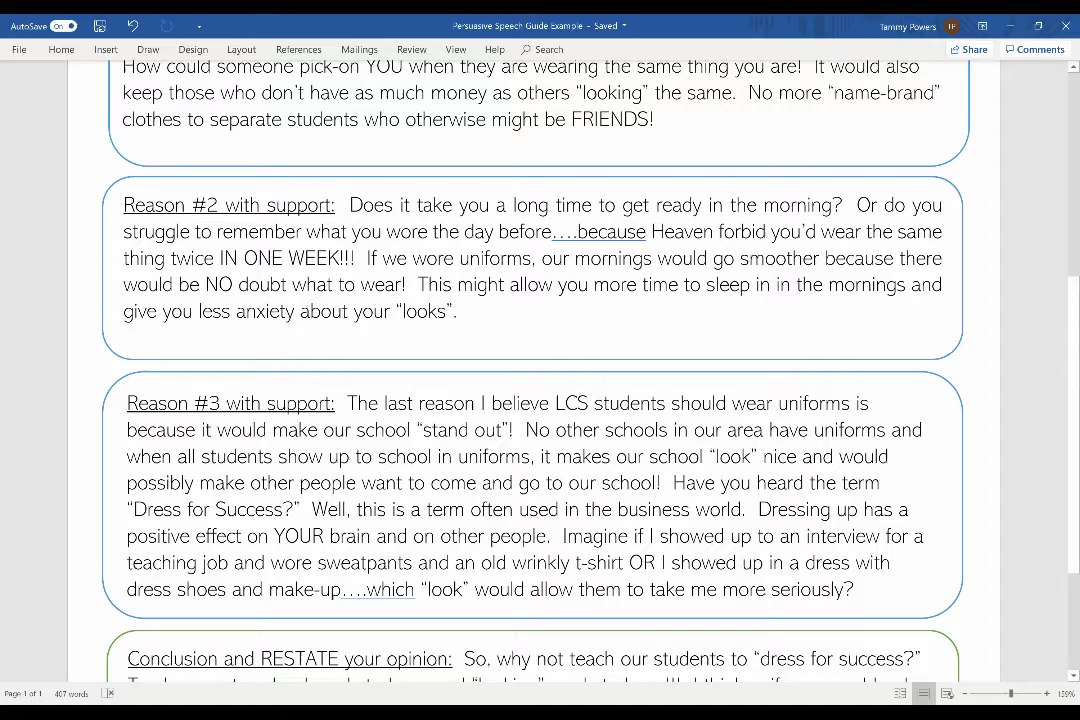 AutoSave On
Persuasive Speech Guide Example - Saved
Tammy Powers TP
File Home Insert Draw Design Layout References Mailings Review View Help Search Share Comments
How could someone pick-on YOU when they are wearing the same thing you are! It would also
keep those who don't have as much money as others “looking” the same. No more “name-brand”
clothes to separate students who otherwise might be FRIENDS!
Reason #2 with support: Does it take you a long time to get ready in the morning? Or do you
struggle to remember what you wore the day before….because Heaven forbid you'd wear the same
thing twice IN ONE WEEK!!! If we wore uniforms, our mornings would go smoother because there
would be NO doubt what to wear! This might allow you more time to sleep in in the mornings and
give you less anxiety about your “looks”.
Reason #3 with support: The last reason I believe LCS students should wear uniforms is
because it would make our school “stand out”! No other schools in our area have uniforms and
when all students show up to school in uniforms, it makes our school “look” nice and would
possibly make other people want to come and go to our school! Have you heard the term
“Dress for Success?” Well, this is a term often used in the business world. Dressing up has a
positive effect on YOUR brain and on other people. Imagine if I showed up to an interview for a
teaching job and wore sweatpants and an old wrinkly t-shirt OR I showed up in a dress with
dress shoes and make-up….which “look” would allow them to take me more seriously?
Conclusion and RESTATE your opinion: So, why not teach our students to “dress for success?”
Page 1 of 1 407 words 159%